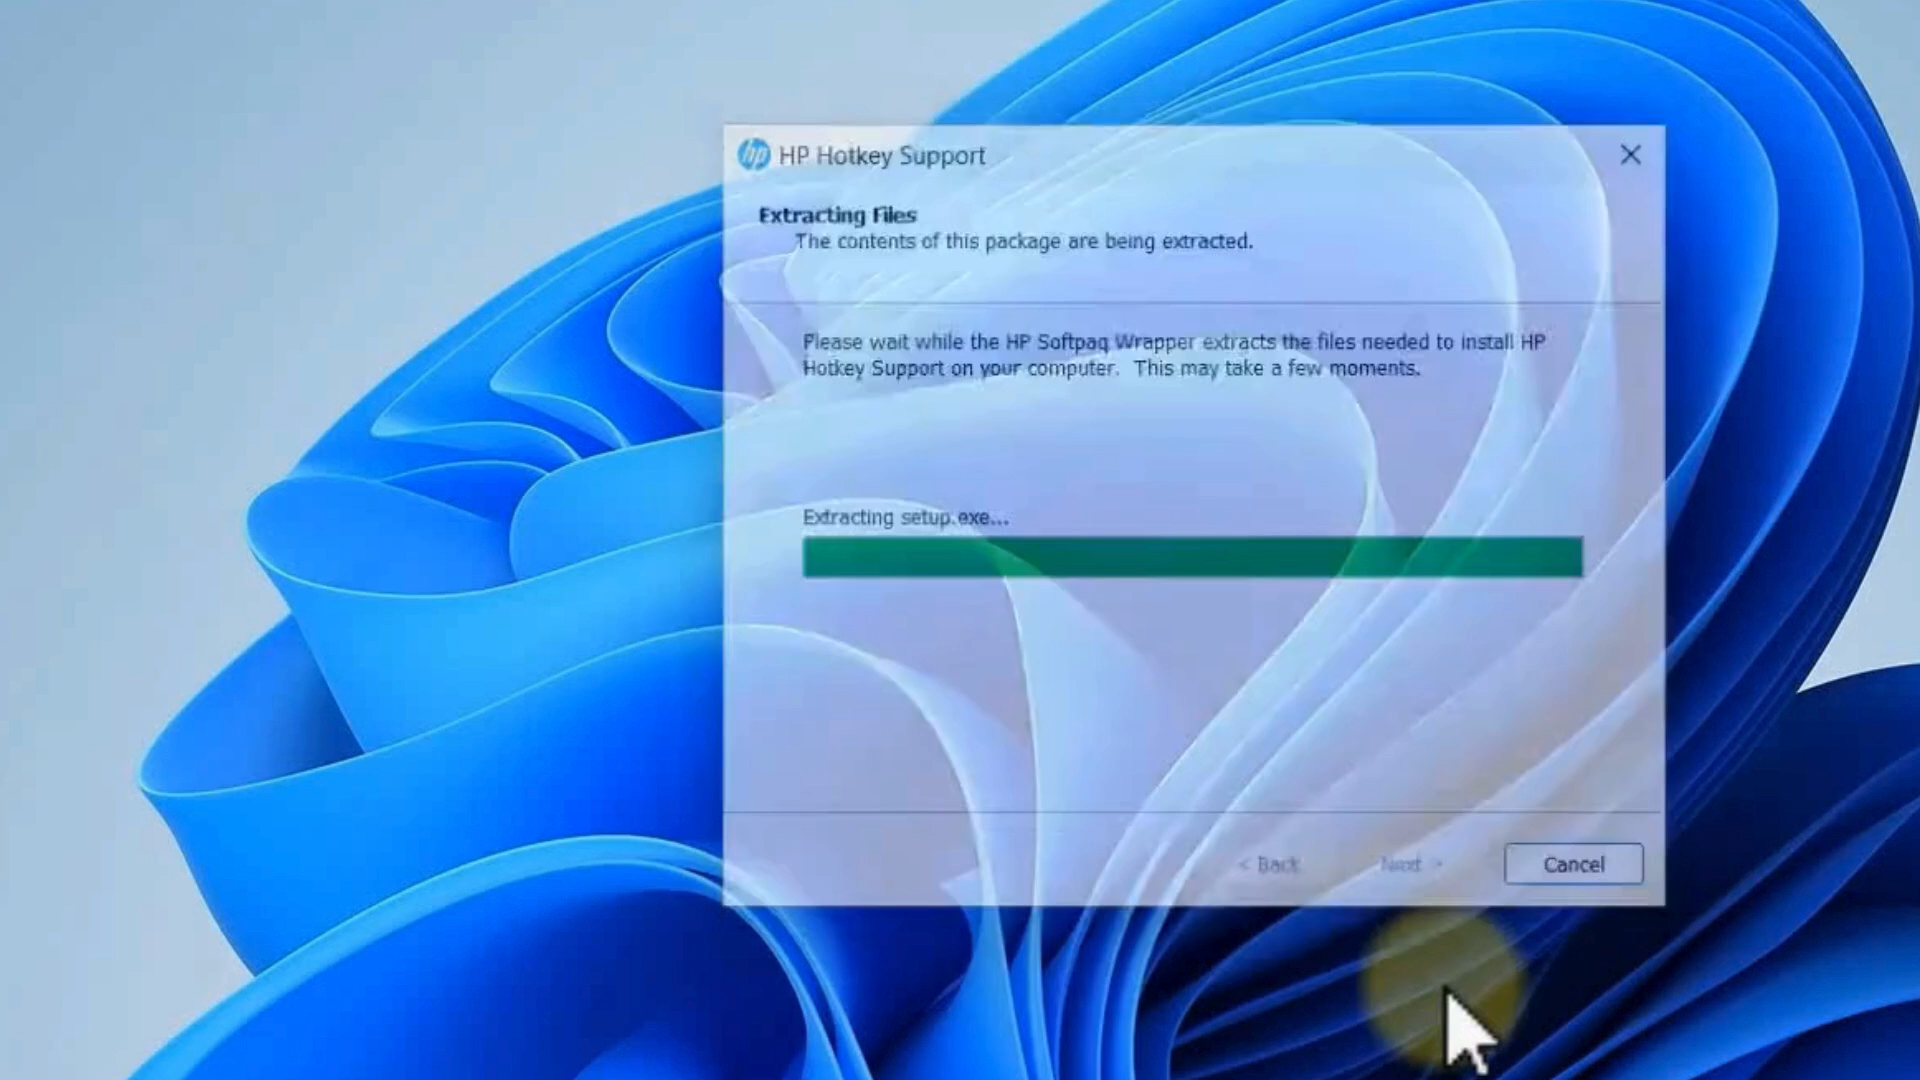 hp HP Hotkey Support
Extracting Files
The contents of this package are being extracted.
Please wait while the HP Softpaq Wrapper extracts the files needed to install HP
Hotkey Support on your computer. This may take a few moments.
Extracting setup.exe...
< Back Next > Cancel